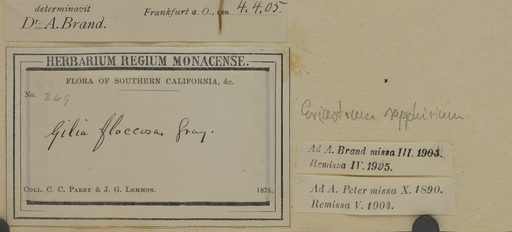 determinavit
Dr. A. Brand.
Frankfurt a. O., den 4.4.05.
HERBARIUM REGIUM MONACENSE.
FLORA OF SOUTHERN CALIFORNIA, &c.
No. 249
Gilia floccosa Gray.
COLL. C. C. PARRY & J. G. LEMMON. 1876.
Eriastrum sapphirinum
Ad A. Brand missa III. 1904.
Remissa IV. 1905.
Ad A. Peter missa X. 1890.
Remissa V. 1904.